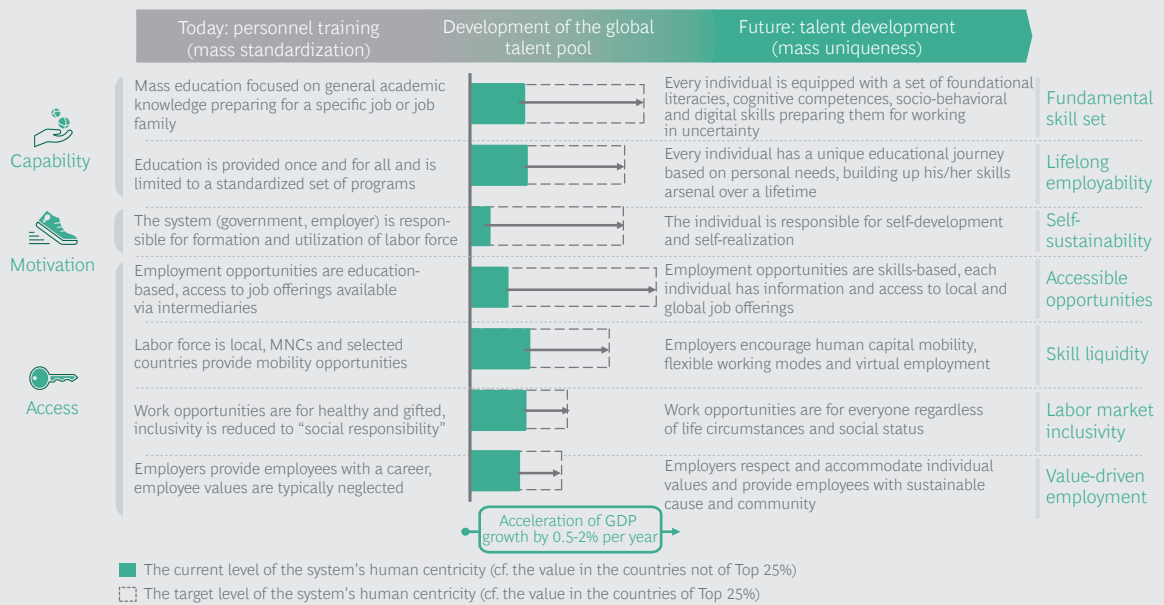 Today: personnel training
(mass standardization)
Development of the global
talent pool
Future: talent development
(mass uniqueness)
Capability
Mass education focused on general academic
knowledge preparing for a specific job or job
family
Every individual is equipped with a set of foundational
literacies, cognitive competences, socio-behavioral
and digital skills preparing them for working
in uncertainty
Fundamental
skill set
Education is provided once and for all and is
limited to a standardized set of programs
Every individual has a unique educational journey
based on personal needs, building up his/her skills
arsenal over a lifetime
Lifelong
employability
Motivation
The system (government, employer) is respon-
sible for formation and utilization of labor force
The individual is responsible for self-development
and self-realization
Self-
sustainability
Access
Employment opportunities are education-
based, access to job offerings available
via intermediaries
Employment opportunities are skills-based, each
individual has information and access to local and
global job offerings
Accessible
opportunities
Labor force is local, MNCs and selected
countries provide mobility opportunities
Employers encourage human capital mobility,
flexible working modes and virtual employment
Skill liquidity
Work opportunities are for healthy and gifted,
inclusivity is reduced to “social responsibility”
Work opportunities are for everyone regardless
of life circumstances and social status
Labor market
inclusivity
Employers provide employees with a career,
employee values are typically neglected
Employers respect and accommodate individual
values and provide employees with sustainable
cause and community
Value-driven
employment
Acceleration of GDP
growth by 0.5-2% per year
The current level of the system's human centricity (cf. the value in the countries not of Top 25%)
The target level of the system's human centricity (cf. the value in the countries of Top 25%)